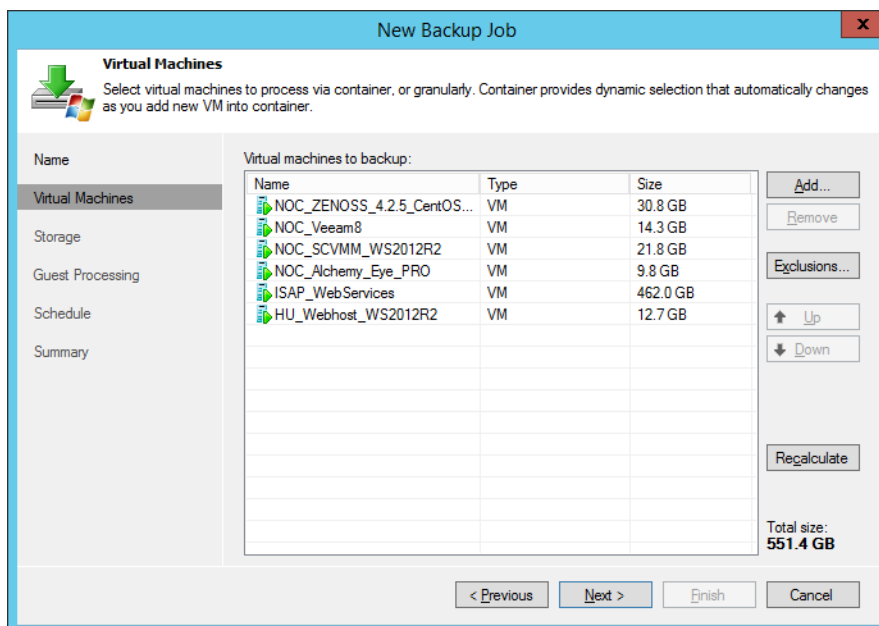 New Backup Job
x
Virtual Machines
Select virtual machines to process via container, or granularly. Container provides dynamic selection that automatically changes
as you add new VM into container.
Name
Virtual Machines
Storage
Guest Processing
Schedule
Summary
Virtual machines to backup:
Name Type Size
NOC_ZENOSS_4.2.5_CentOS... VM 30.8 GB
NOC_Veeam8 VM 14.3 GB
NOC_SCVMM_WS2012R2 VM 21.8 GB
NOC_Alchemy_Eye_PRO VM 9.8 GB
ISAP_WebServices VM 462.0 GB
HU_Webhost_WS2012R2 VM 12.7 GB
Add...
Remove
Exclusions...
Up
Down
Recalculate
Total size:
551.4 GB
< Previous Next > Finish Cancel